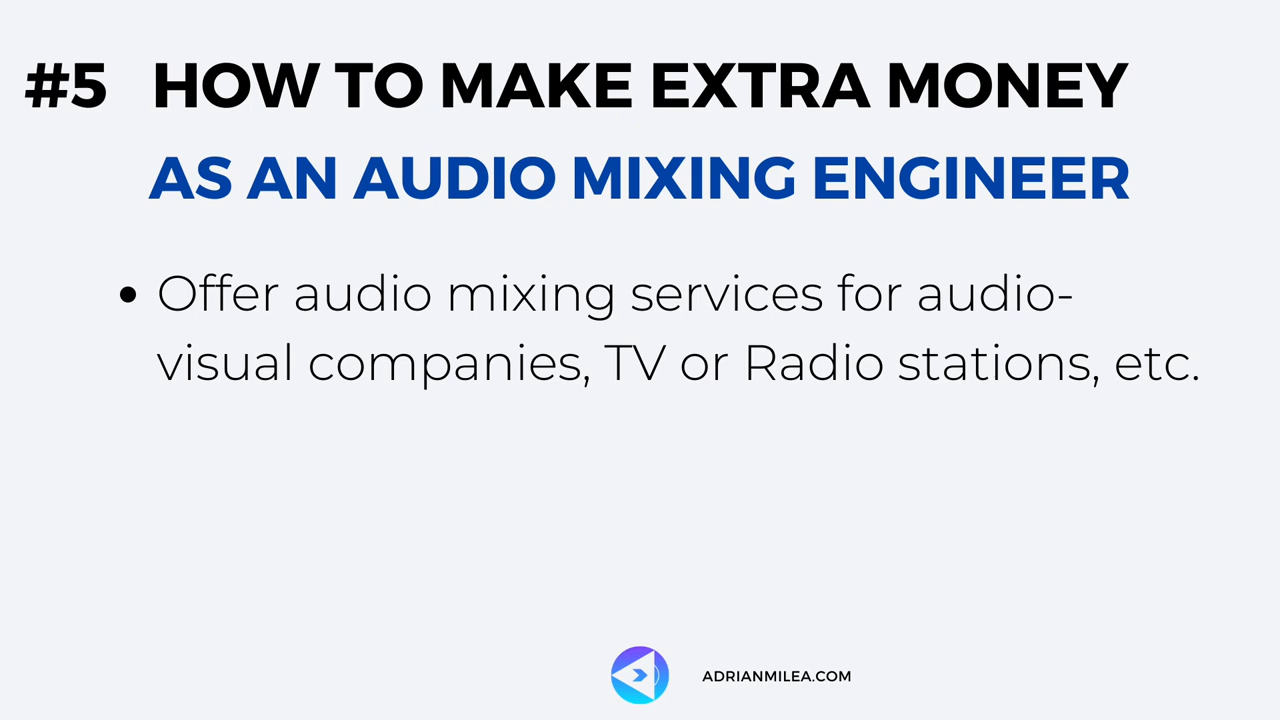 #5 HOW TO MAKE EXTRA MONEY
AS AN AUDIO MIXING ENGINEER
• Offer audio mixing services for audio-
visual companies, TV or Radio stations, etc.
ADRIANMILEA.COM